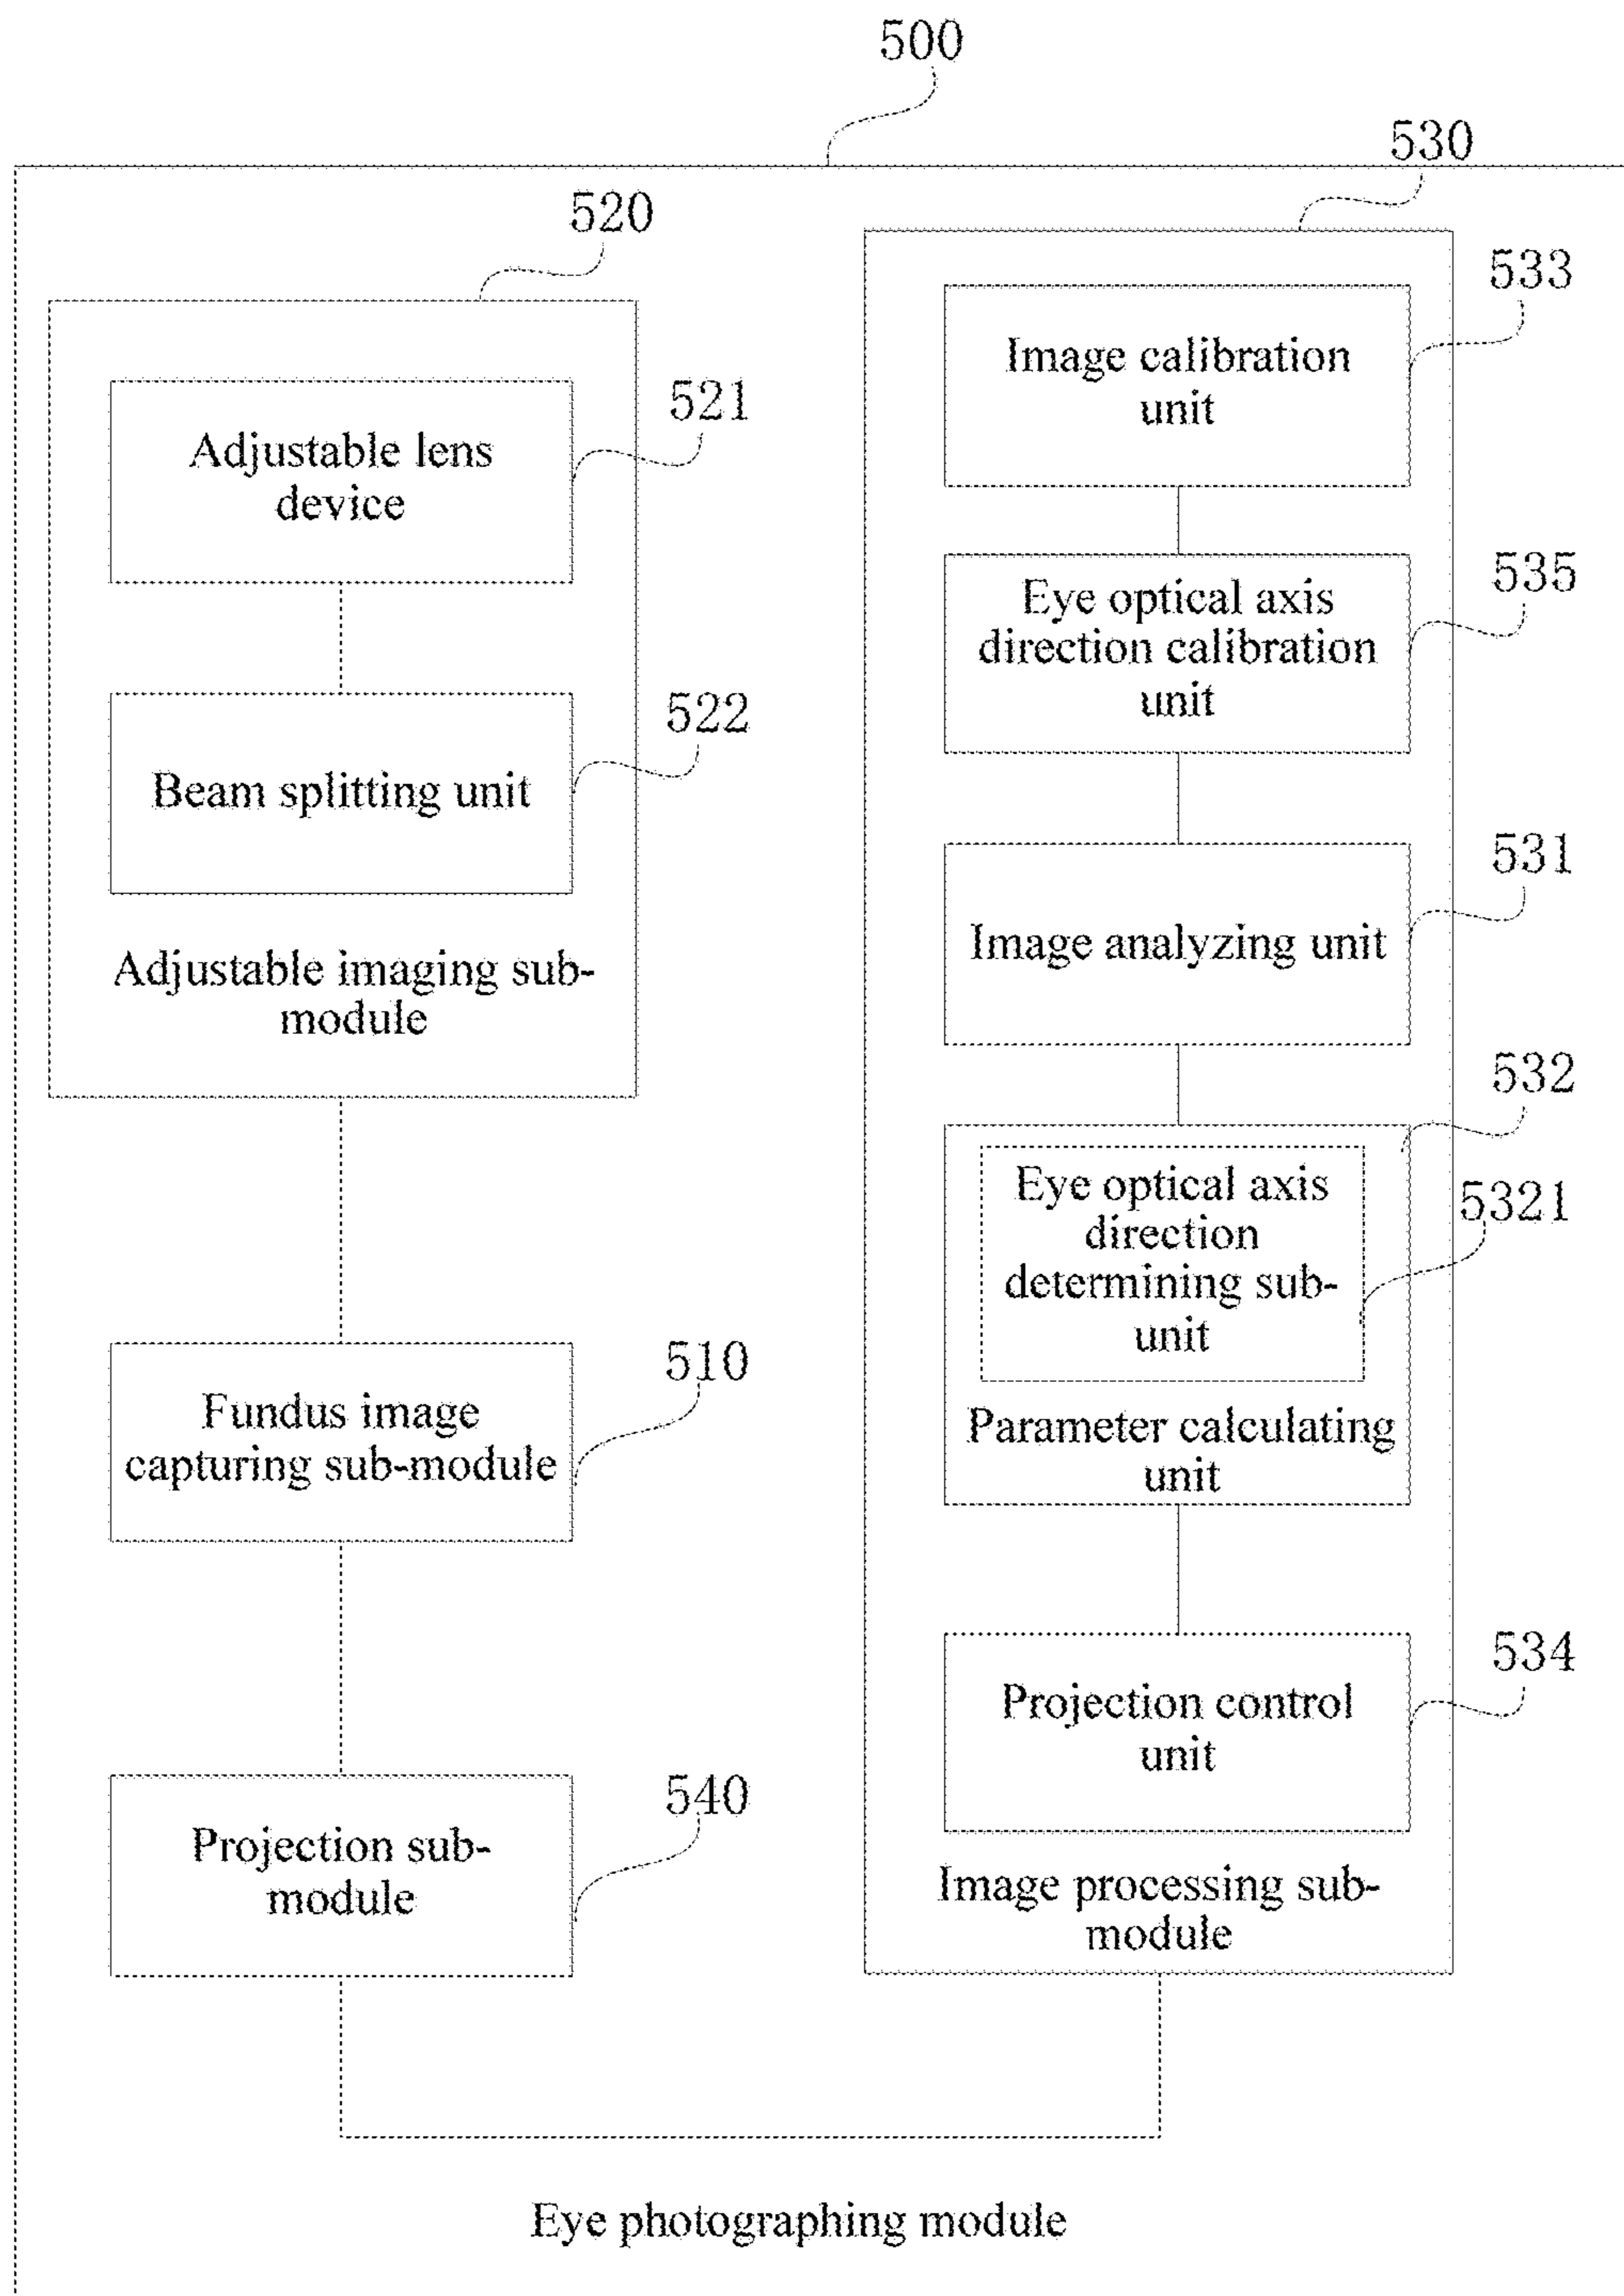 500
530
520
533
Image calibration
unit
521
Adjustable lens
device
535
Eye optical axis
direction calibration
unit
522
Beam splitting unit
531
Image analyzing unit
Adjustable imaging sub-
module
532
Eye optical axis
direction
determining sub-
unit
5321
Parameter calculating
unit
510
Fundus image
capturing sub-module
534
Projection control
unit
540
Projection sub-
module
Image processing sub-
module
Eye photographing module